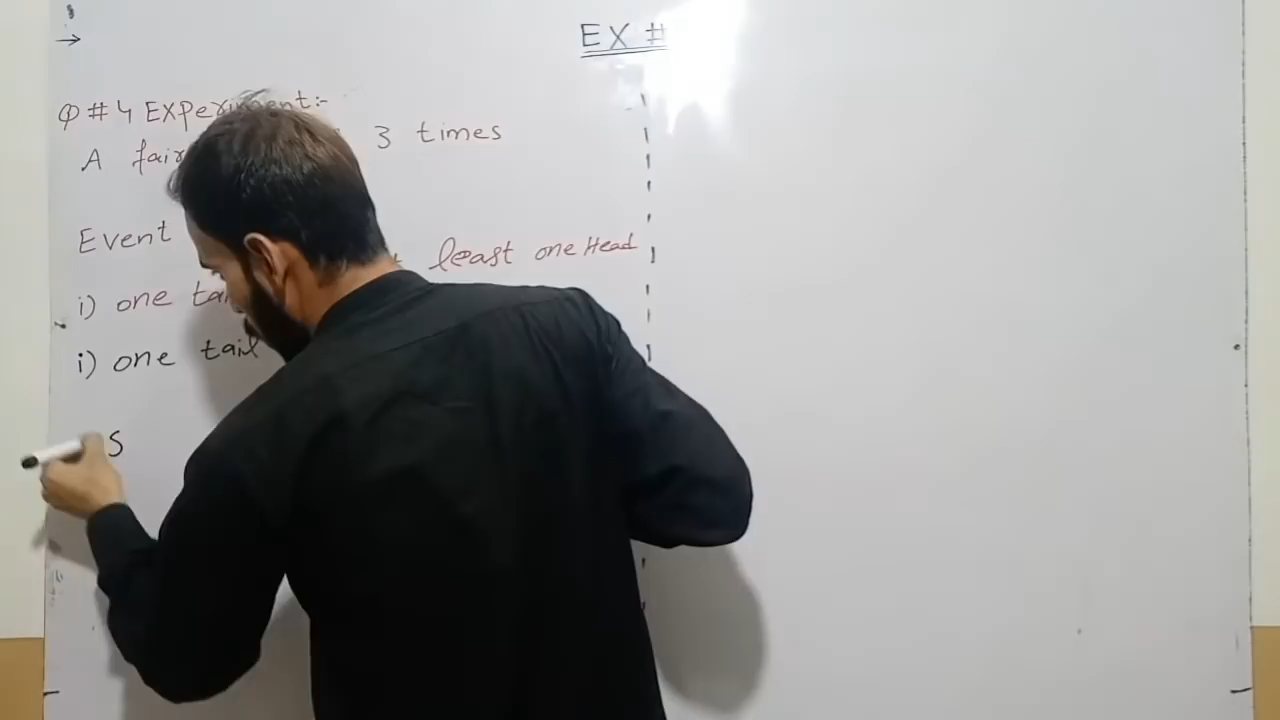 EX #
Q # 4 Experiment:-
A fair 3 times
Event
least one Head
i) one tail
i) one tail
S